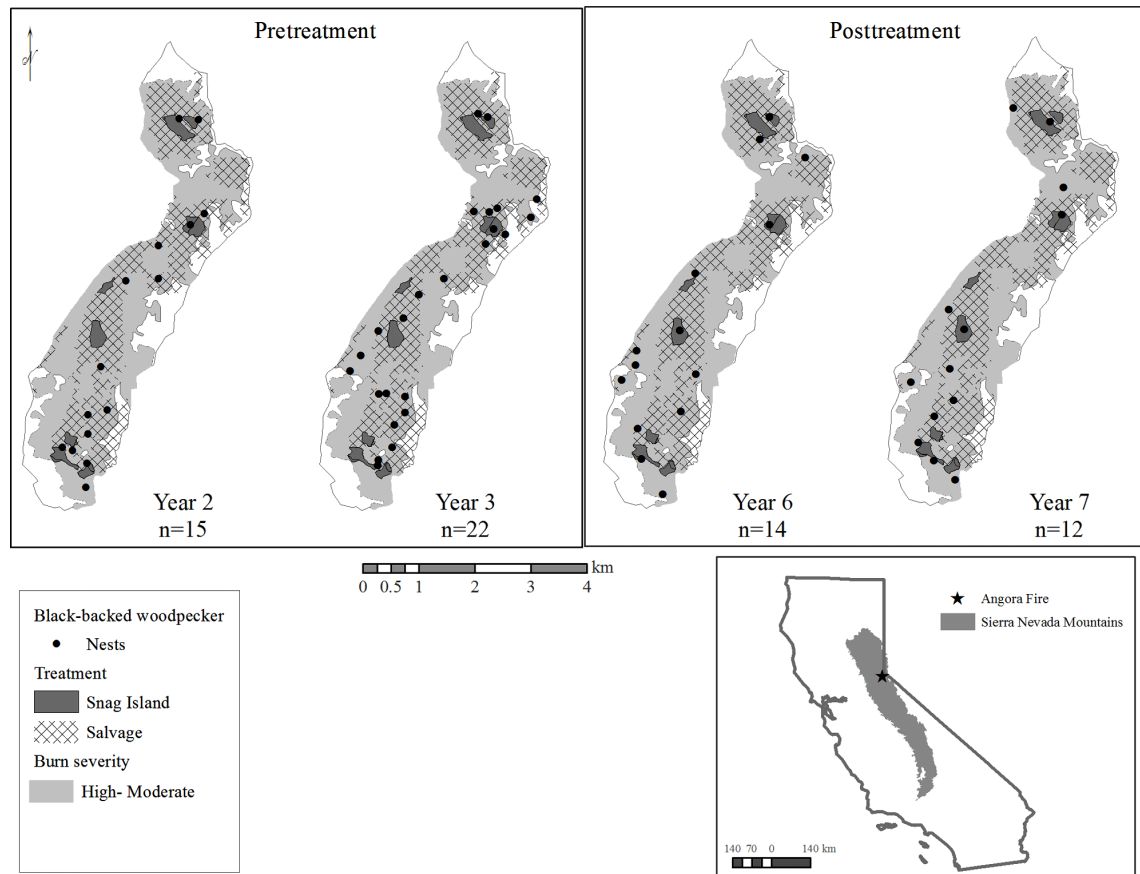 Pretreatment
Posttreatment
N
Year 2
n=15
Year 3
n=22
Year 6
n=14
Year 7
n=12
0 0.5 1 2 3 4
km
Black-backed woodpecker
Nests
Treatment
Snag Island
Salvage
Burn severity
High- Moderate
Angora Fire
Sierra Nevada Mountains
140 70 0 140 km